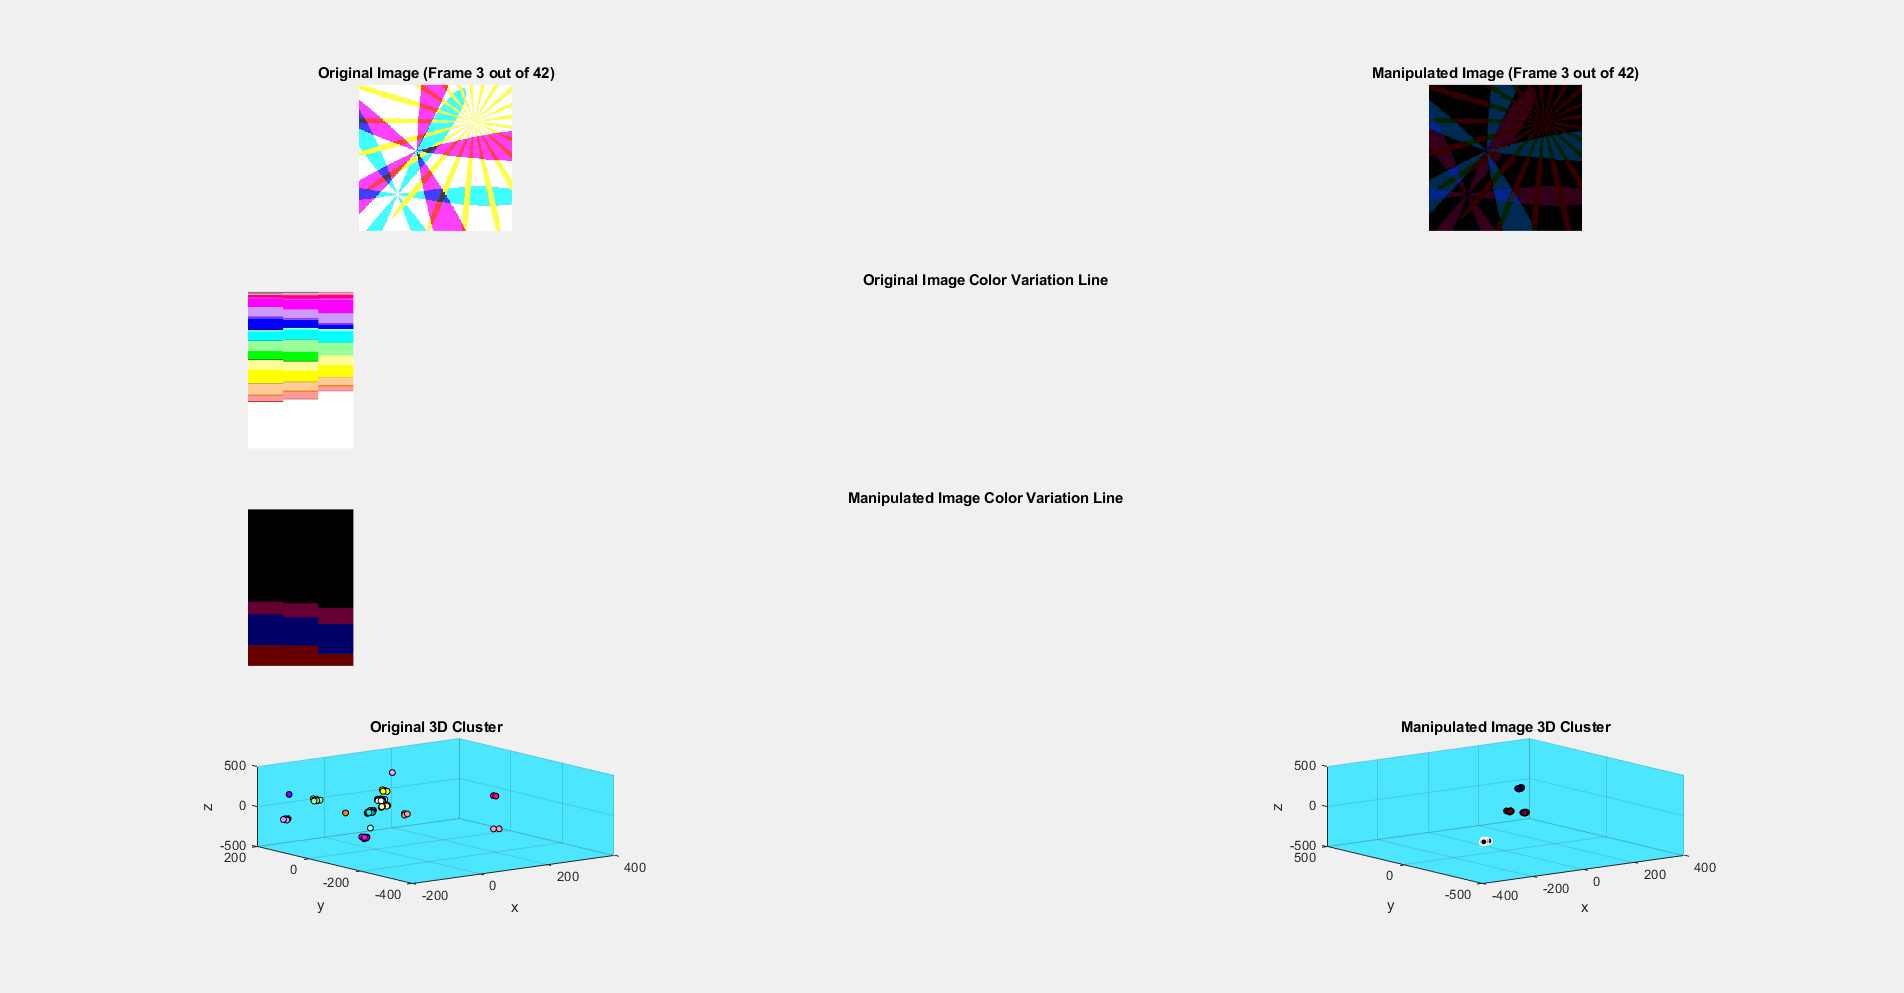 Original Image (Frame 3 out of 42)
Manipulated Image (Frame 3 out of 42)
Original Image Color Variation Line
Manipulated Image Color Variation Line
Original 3D Cluster
500
0
-500
z
200
0
-200
-400
y
-200
0
200
400
x
Manipulated Image 3D Cluster
500
0
-500
z
500
0
-500
y
-400
-200
0
200
400
x